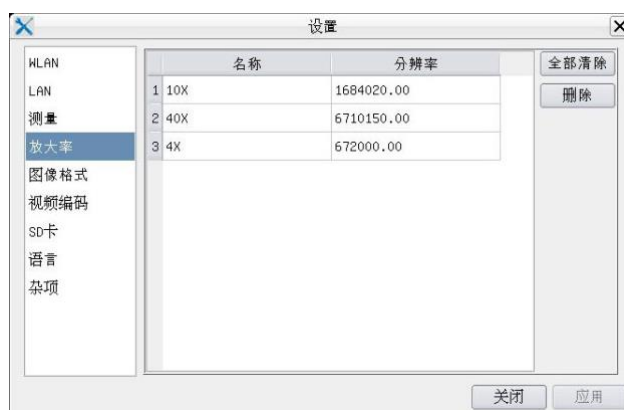 设置
WLAN
LAN
测量
放大率
图像格式
视频编码
SD卡
语言
杂项
名称 分辨率
1 10X 1684020.00
2 40X 6710150.00
3 4X 672000.00
全部清除
删除
关闭 应用